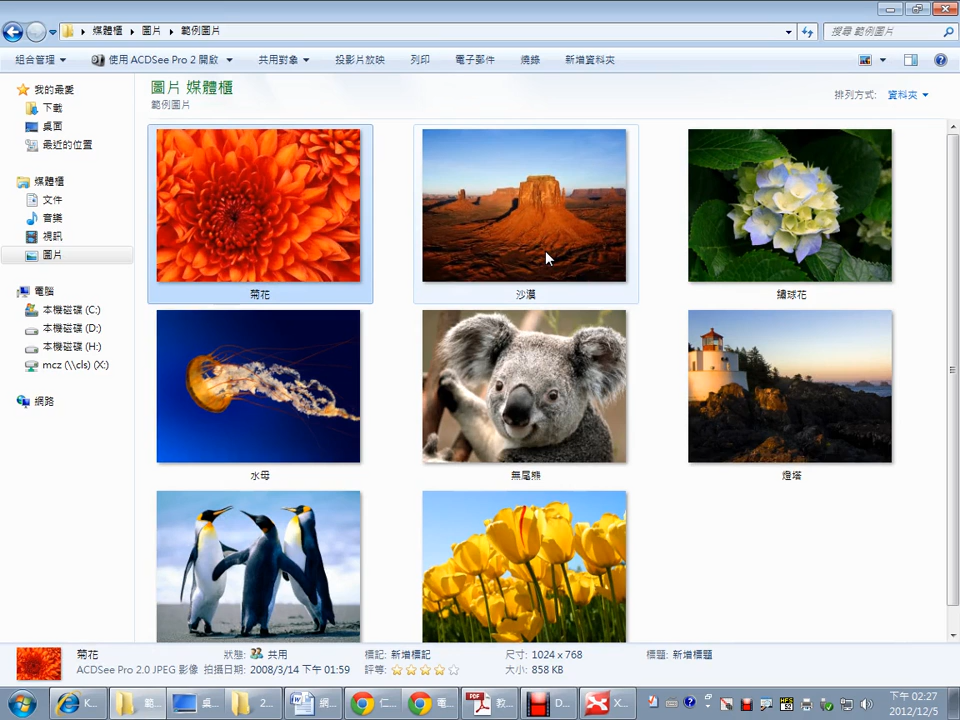 媒體櫃 ▸ 圖片 ▸ 範例圖片
搜尋 範例圖片
組合管理 使用 ACDSee Pro 2 開啟 共用對象 投影片放映 列印 電子郵件 燒錄 新增資料夾
圖片 媒體櫃
範例圖片
排列方式: 資料夾
我的最愛
下載
桌面
最近的位置
媒體櫃
文件
音樂
視訊
圖片
電腦
本機磁碟 (C:)
本機磁碟 (D:)
本機磁碟 (H:)
mcz (\\cls) (X:)
網路
菊花
沙漠
繡球花
水母
無尾熊
燈塔
菊花 狀態: 共用 標記: 新增標記 尺寸: 1024 x 768 標題: 新增標題
ACDSee Pro 2.0 JPEG 影像 拍攝日期: 2008/3/14 下午 01:59 評等: 大小: 858 KB
K... 範... 桌... 2... 網... 仁... 電... 教... D... X...
下午 02:27
2012/12/5